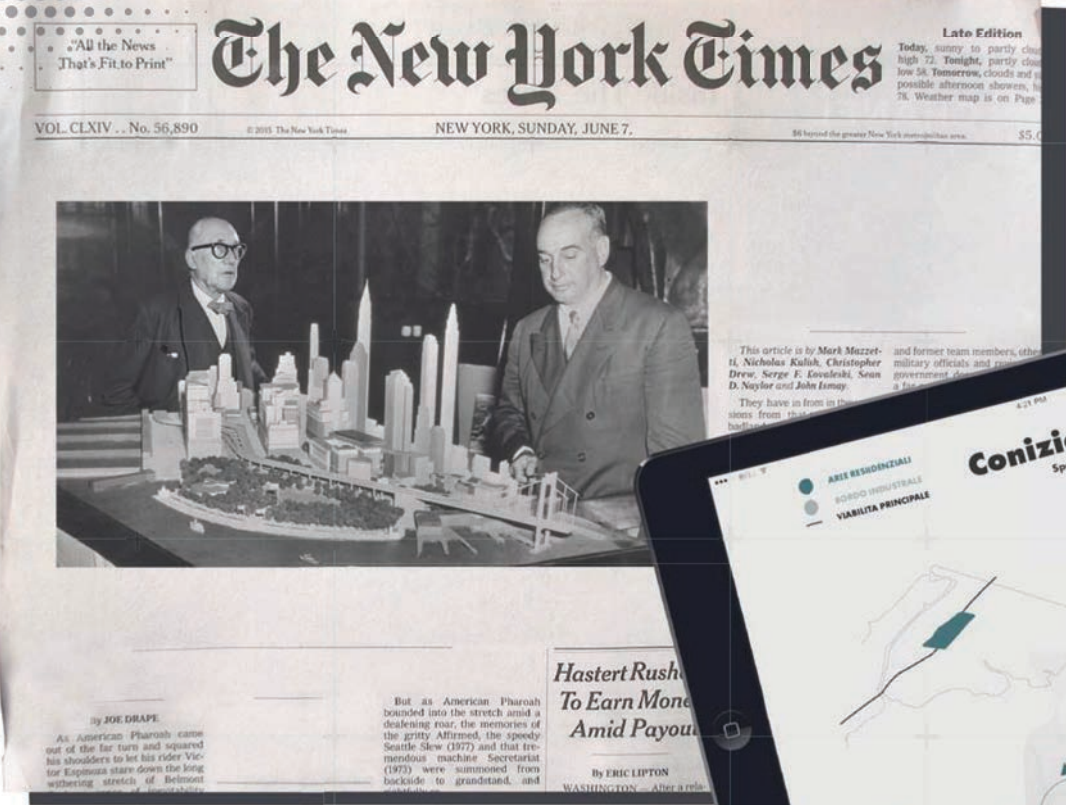 "All the News
That's Fit to Print"
The New York Times
Late Edition
Today, sunny to partly
high 72. Tonight, partly
low 58. Tomorrow, clouds and
possible afternoon showers,
78. Weather map is on Page
VOL. CLXIV . . No. 56,890
© 2015 The New York Times
NEW YORK, SUNDAY, JUNE 7,
$6 beyond the greater New York metropolitan area.
This article is by Mark Mazzet-
ti, Nicholas Kulish, Christopher
Drew, Serge F. Kovaleski, Sean
D. Naylor and John Ismay.
They have in from in the
sions from
and former team members,
military officials and
government
Hastert
To Earn
Amid
By ERIC LIPTON
WASHINGTON — After a rela-
By JOE DRAPE
As American Pharoah came
out of the far turn and squared
his shoulders to let his rider Vic-
tor Espinoza stare down the long
withering stretch of Belmont
But as American Pharoah
bounded into the stretch amid a
deafening roar, the memories of
the gritty Affirmed, the speedy
Seattle Slew (1977) and that tre-
mendous machine Secretariat
(1973) were summoned from
backside to grandstand, and
4:21 PM
AREE RESIDENZIALI
BORDO INDUSTRIALE
VIABILITA PRINCIPALE